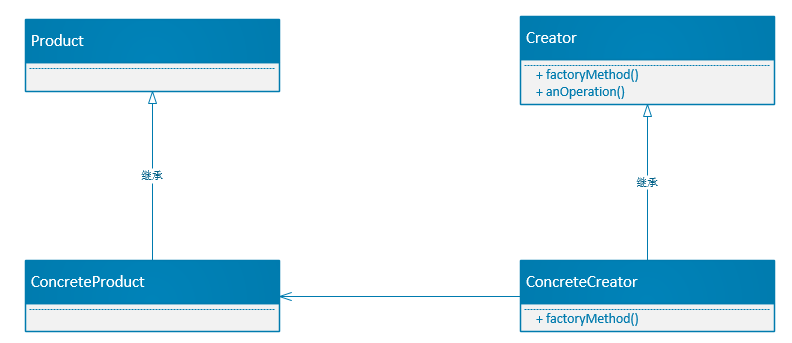 Product
Creator
+ factoryMethod()
+ anOperation()
继承
继承
ConcreteProduct
ConcreteCreator
+ factoryMethod()